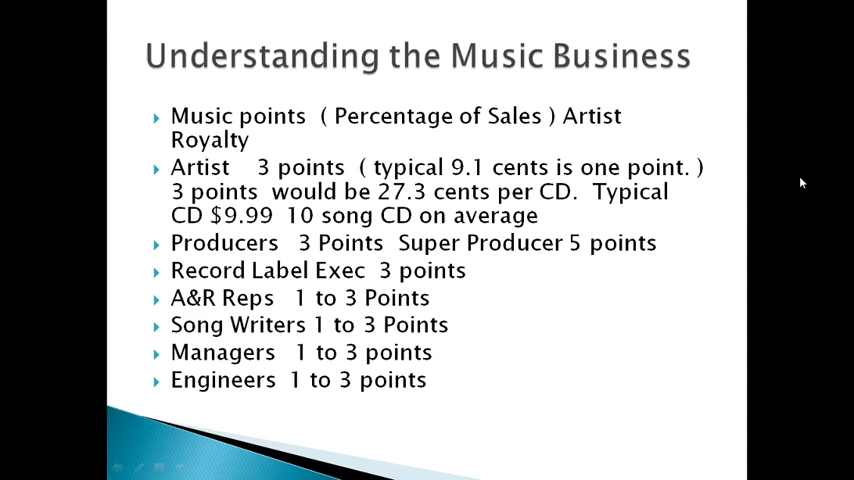 Understanding the Music Business
Music points ( Percentage of Sales ) Artist
Royalty
Artist 3 points ( typical 9.1 cents is one point. )
3 points would be 27.3 cents per CD. Typical
CD $9.99 10 song CD on average
Producers 3 Points Super Producer 5 points
Record Label Exec 3 points
A&R Reps 1 to 3 Points
Song Writers 1 to 3 Points
Managers 1 to 3 points
Engineers 1 to 3 points